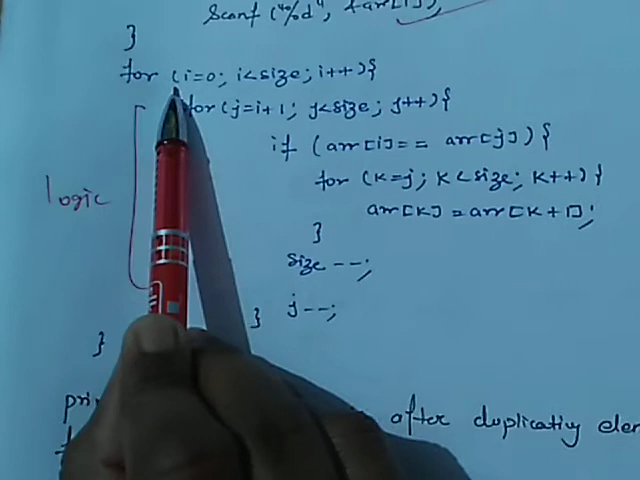 scanf ("%d", &arr[i]);
}
for (i=0; i<size; i++){
for (j=i+1; j<size; j++){
if (arr[i]== arr[j]){
for (k=j; k<size; k++){
logic
arr[k]=arr[k+1];
}
size --;
} j--;
}
after duplicativ